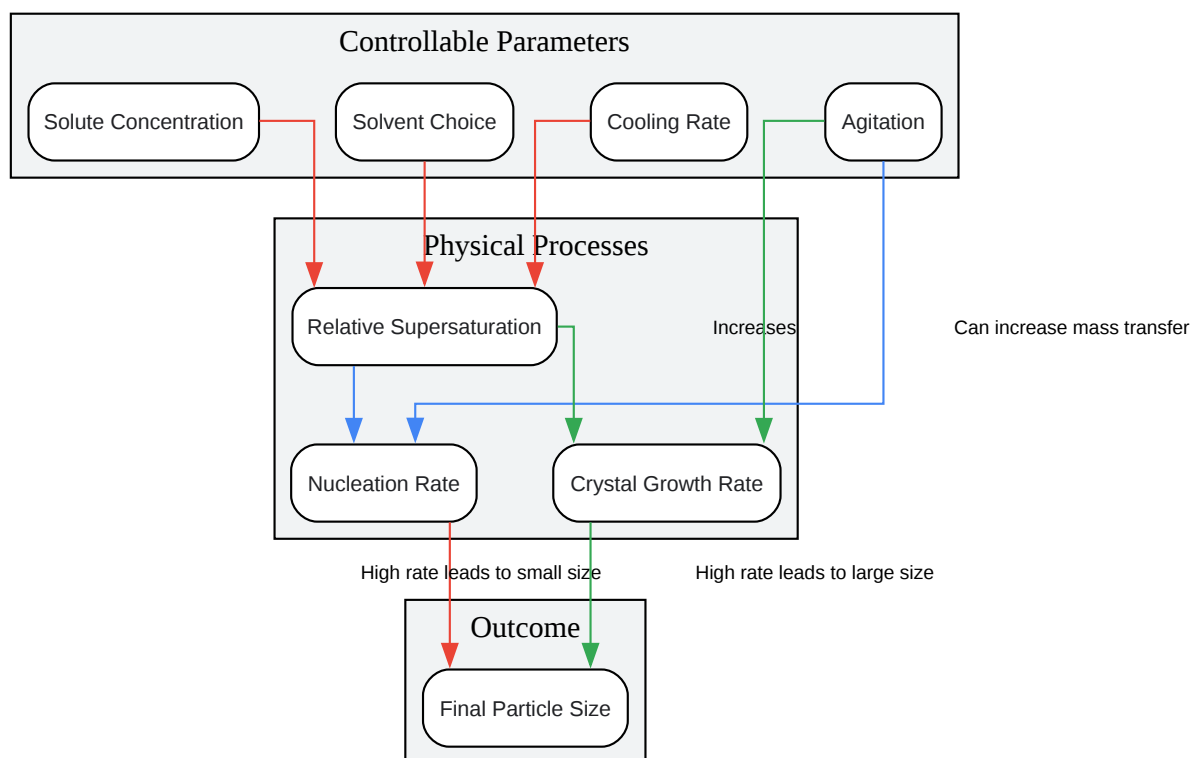 Controllable Parameters
Solute Concentration
Solvent Choice
Cooling Rate
Agitation
Physical Processes
Relative Supersaturation
Increases
Can increase mass transfer
Nucleation Rate
Crystal Growth Rate
High rate leads to small size
High rate leads to large size
Outcome
Final Particle Size